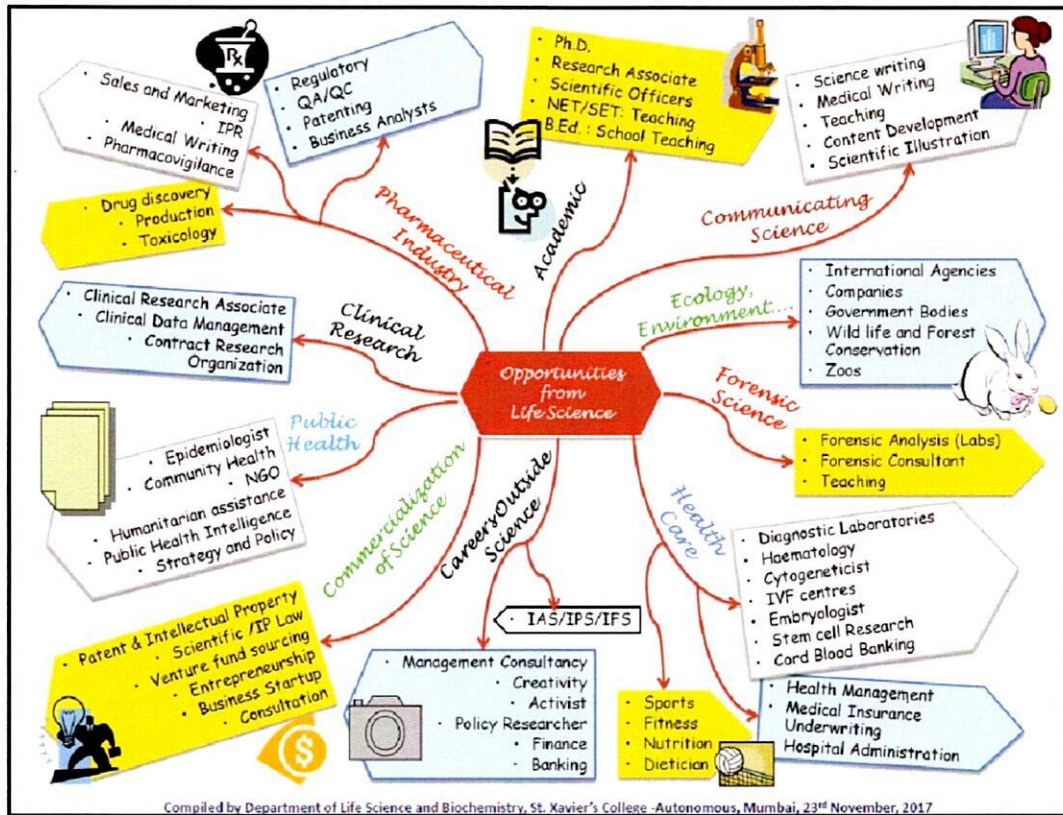 Rx
Sales and Marketing
IPR
Medical Writing
Pharmacovigilance
Regulatory
QA/QC
Patenting
Business Analysts
Drug discovery
Production
Toxicology
Pharmaceutical
Industry
Ph.D.
Research Associate
Scientific Officers
NET/SET: Teaching
B.Ed. : School Teaching
Academic
Science writing
Medical Writing
Teaching
Content Development
Scientific Illustration
Communicating
Science
Clinical Research Associate
Clinical Data Management
Contract Research
Organization
Clinical
Research
Ecology,
Environment....
International Agencies
Companies
Government Bodies
Wild life and Forest
Conservation
Zoos
Opportunities
from
Life Science
Public
Health
Epidemiologist
Community Health
NGO
Humanitarian assistance
Public Health Intelligence
Strategy and Policy
Forensic
Science
Forensic Analysis (Labs)
Forensic Consultant
Teaching
Commercialization
of Science
Patent & Intellectual Property
Scientific /IP Law
Venture fund sourcing
Entrepreneurship
Business Startup
Consultation
$
Careers Outside
Science
IAS/IPS/IFS
Management Consultancy
Creativity
Activist
Policy Researcher
Finance
Banking
Health
Care
Diagnostic Laboratories
Haematology
Cytogeneticist
IVF centres
Embryologist
Stem cell Research
Cord Blood Banking
Sports
Fitness
Nutrition
Dietician
Health Management
Medical Insurance
Underwriting
Hospital Administration
Compiled by Department of Life Science and Biochemistry, St. Xavier's College -Autonomous, Mumbai, 23rd November, 2017